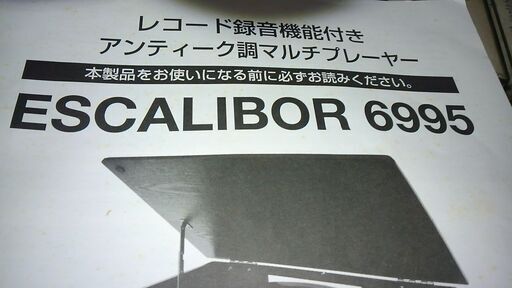 レコード録音機能付き
アンティーク調マルチプレーヤー
本製品をお使いになる前に必ずお読みください。
ESCALIBOR 6995